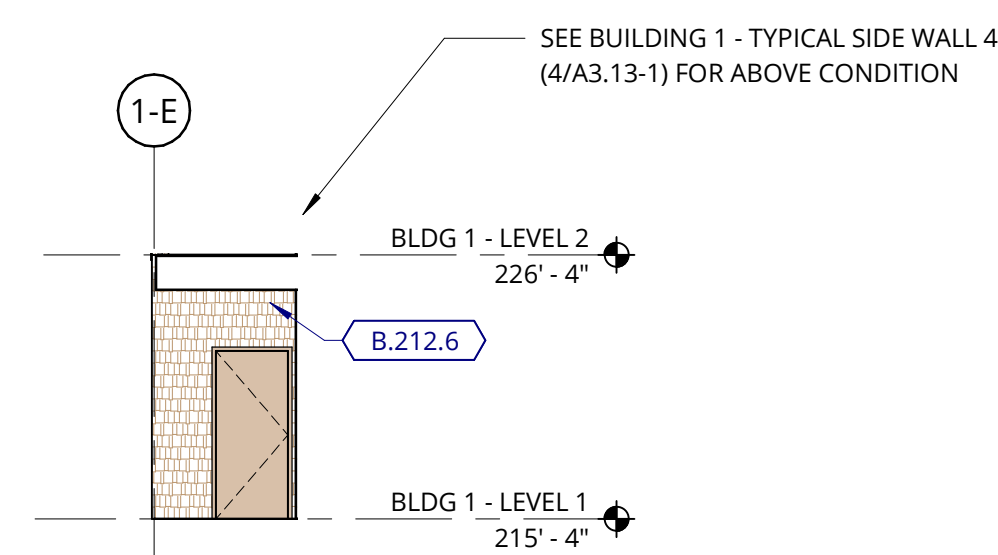 SEE BUILDING 1 - TYPICAL SIDE WALL 4
(4/A3.13-1) FOR ABOVE CONDITION
1-E
BLDG 1 - LEVEL 2
226' - 4"
B.212.6
BLDG 1 - LEVEL 1
215' - 4"